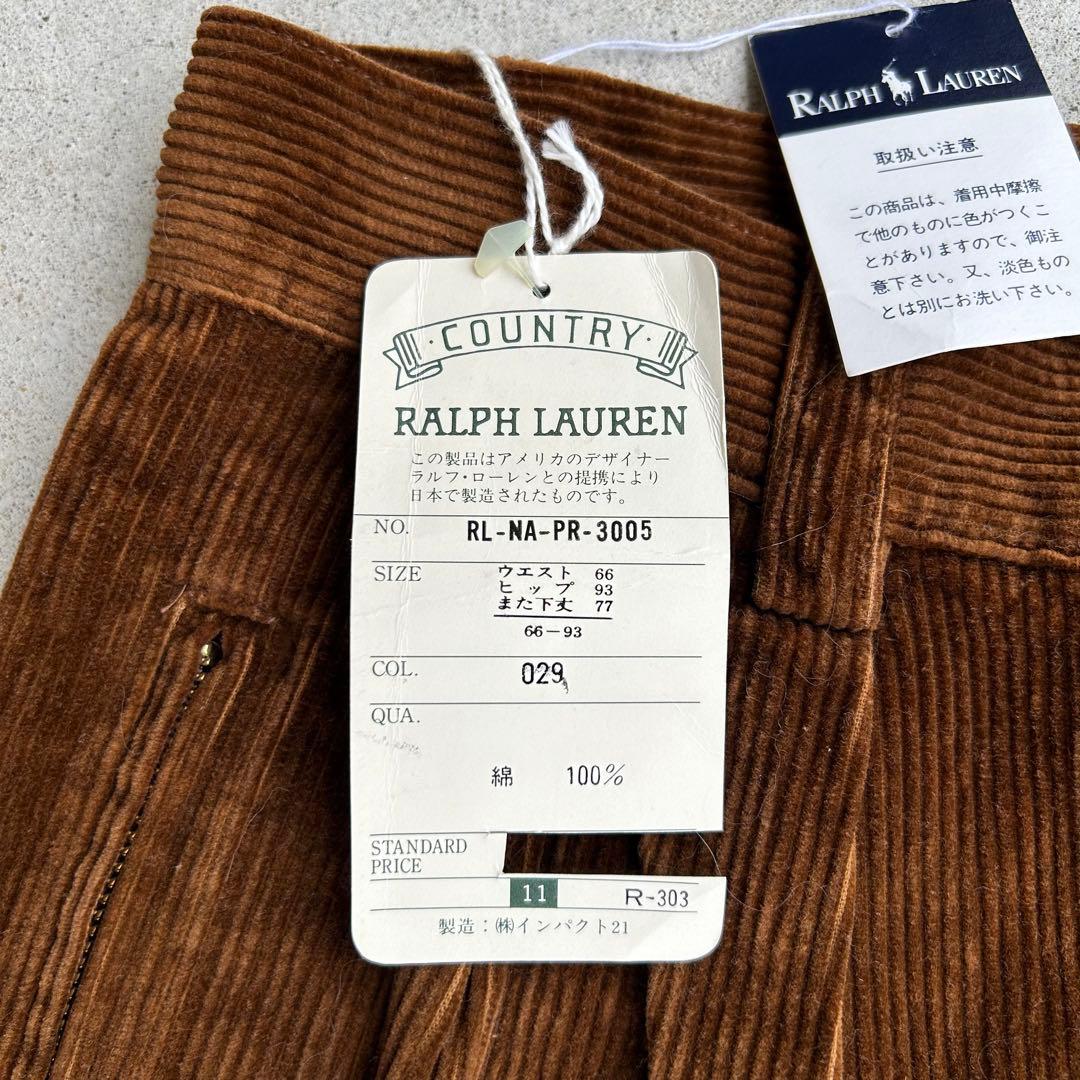 RALPH LAUREN
取扱い注意
この商品は、着用中摩擦
で他のものに色がつくこ
とがありますので、御注
意下さい。又、淡色もの
とは別にお洗い下さい。
・COUNTRY・
RALPH LAUREN
この製品はアメリカのデザイナー
ラルフ・ローレンとの提携により
日本で製造されたものです。
NO. RL-NA-PR-3005
SIZE ウエスト 66
ヒップ 93
また下丈 77
66-93
COL. 029
QUA.
綿 100%
STANDARD
PRICE
11 R-303
製造：㈱インパクト21